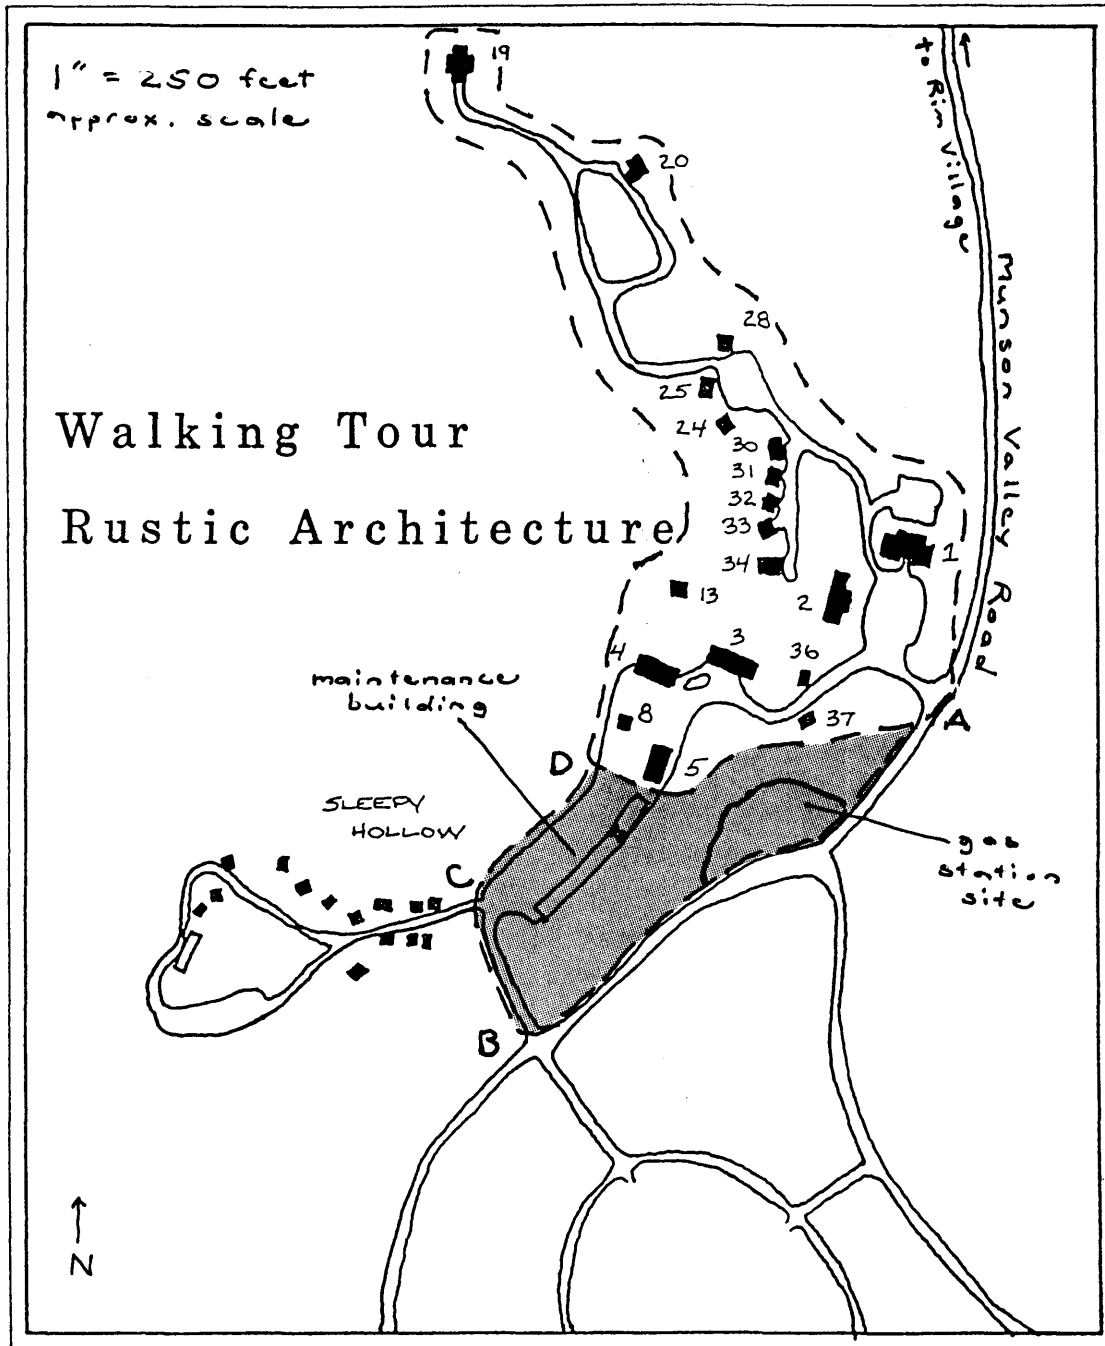 1" = 250 feet
approx. scale
19
20
to Rim Village
Munson Valley Road
28
25
24
Walking Tour
Rustic Architecture
30
31
32
33
34
1
2
13
3
4
36
maintenance
building
8
37
A
D
5
SLEEPY
HOLLOW
gas
station
site
C
B
N